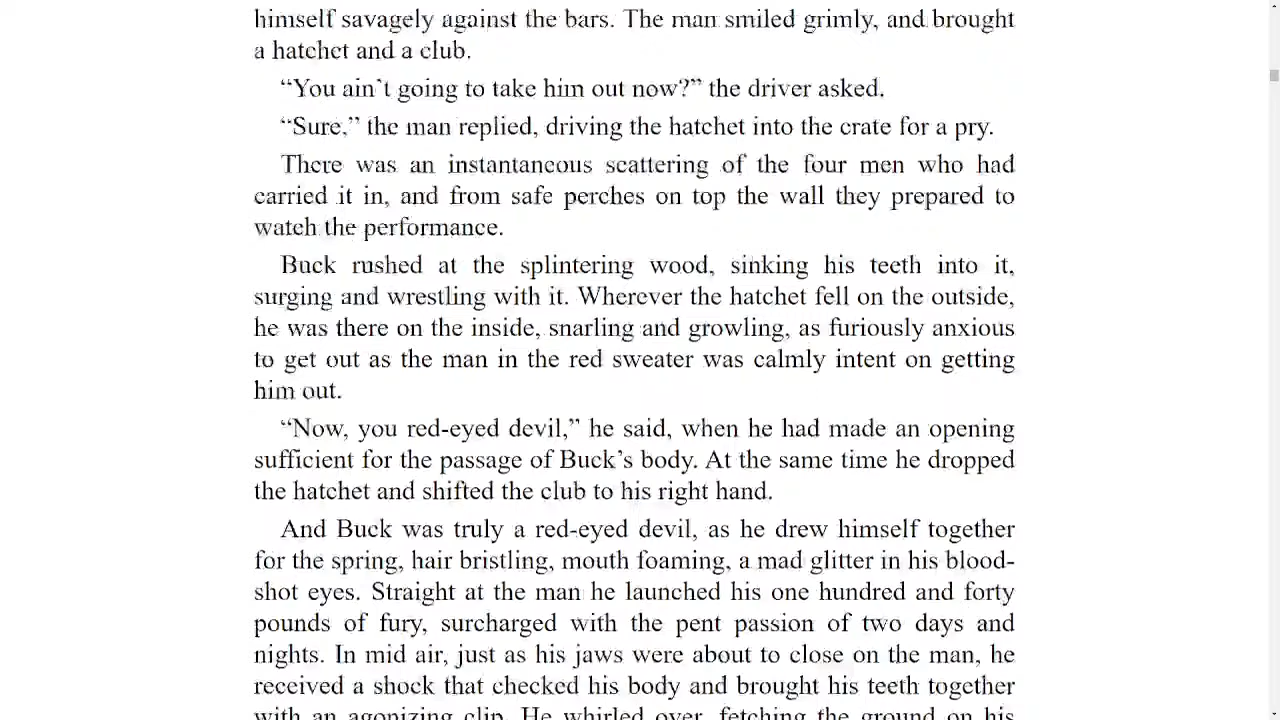 himself savagely against the bars. The man smiled grimly, and brought
a hatchet and a club.
“You ain’t going to take him out now?” the driver asked.
“Sure,” the man replied, driving the hatchet into the crate for a pry.
There was an instantaneous scattering of the four men who had
carried it in, and from safe perches on top the wall they prepared to
watch the performance.
Buck rushed at the splintering wood, sinking his teeth into it,
surging and wrestling with it. Wherever the hatchet fell on the outside,
he was there on the inside, snarling and growling, as furiously anxious
to get out as the man in the red sweater was calmly intent on getting
him out.
“Now, you red-eyed devil,” he said, when he had made an opening
sufficient for the passage of Buck’s body. At the same time he dropped
the hatchet and shifted the club to his right hand.
And Buck was truly a red-eyed devil, as he drew himself together
for the spring, hair bristling, mouth foaming, a mad glitter in his blood-
shot eyes. Straight at the man he launched his one hundred and forty
pounds of fury, surcharged with the pent passion of two days and
nights. In mid air, just as his jaws were about to close on the man, he
received a shock that checked his body and brought his teeth together
with an agonizing clip. He whirled over, fetching the ground on his